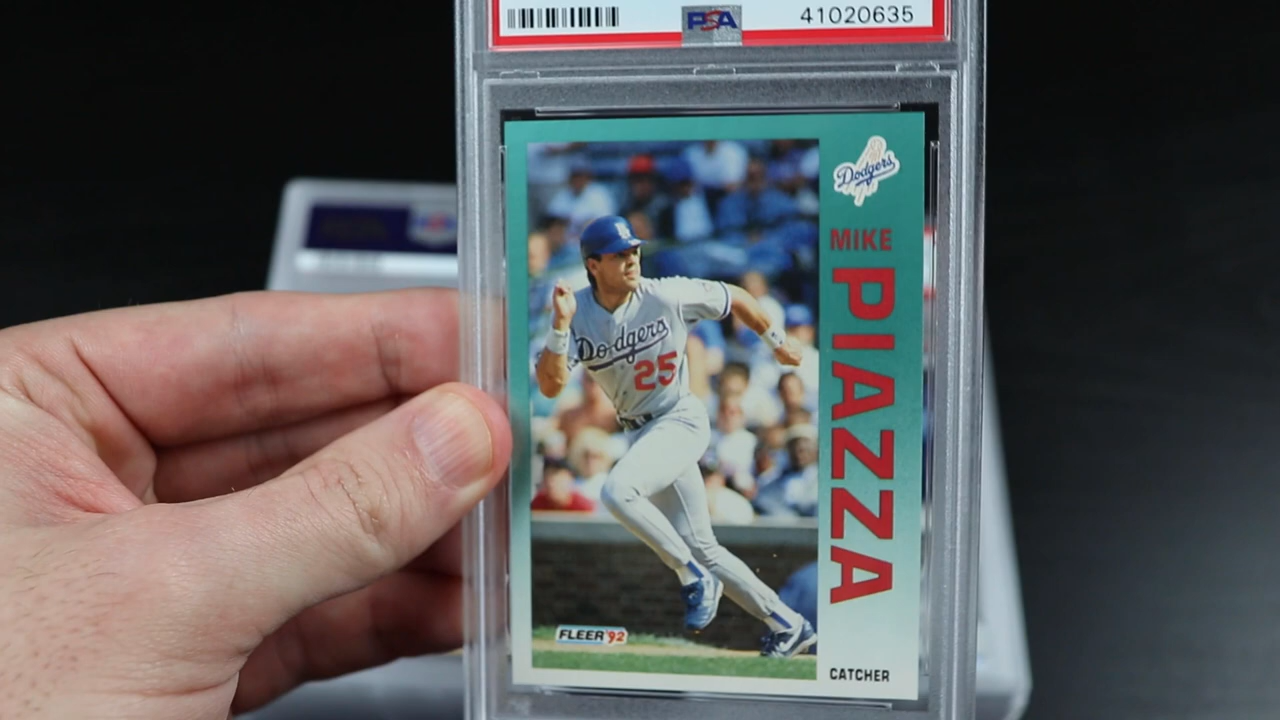 PSA
41020635
Dodgers
MIKE
PIAZZA
Dodgers
25
FLEER '92
CATCHER